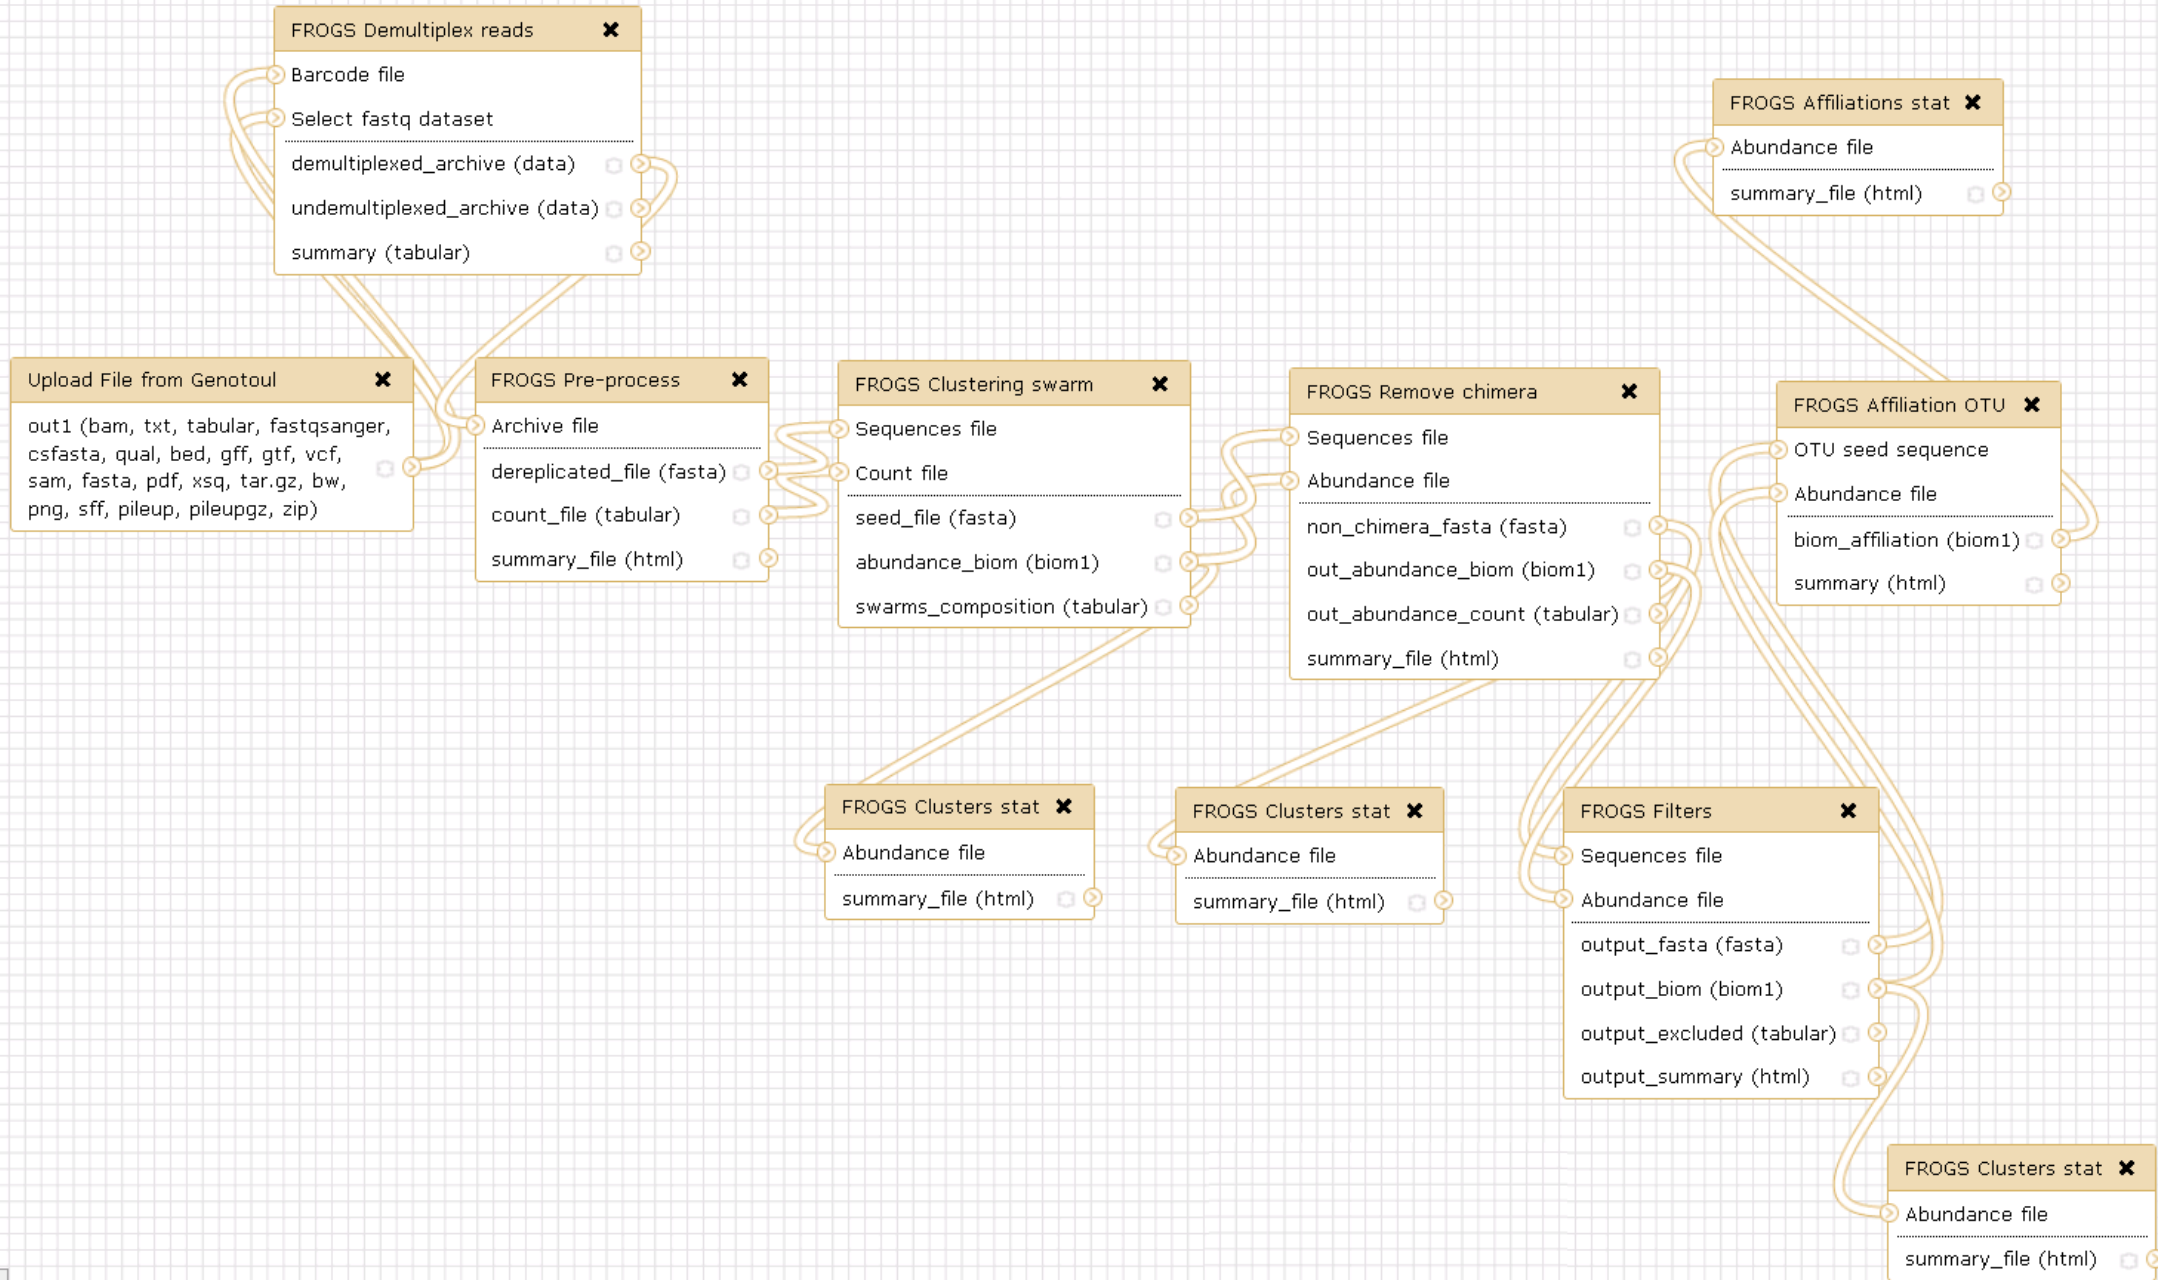 FROGS Demultiplex reads
Barcode file
Select fastq dataset
demultiplexed_archive (data)
undemultiplexed_archive (data)
summary (tabular)
FROGS Affiliations stat
Abundance file
summary_file (html)
Upload File from Genotoul
out1 (bam, txt, tabular, fastqsanger,
csfasta, qual, bed, gff, gtf, vcf,
sam, fasta, pdf, xsq, tar.gz, bw,
png, sff, pileup, pileupgz, zip)
FROGS Pre-process
Archive file
dereplicated_file (fasta)
count_file (tabular)
summary_file (html)
FROGS Clustering swarm
Sequences file
Count file
seed_file (fasta)
abundance_biom (biom1)
swarms_composition (tabular)
FROGS Remove chimera
Sequences file
Abundance file
non_chimera_fasta (fasta)
out_abundance_biom (biom1)
out_abundance_count (tabular)
summary_file (html)
FROGS Affiliation OTU
OTU seed sequence
Abundance file
biom_affiliation (biom1)
summary (html)
FROGS Clusters stat
Abundance file
summary_file (html)
FROGS Clusters stat
Abundance file
summary_file (html)
FROGS Filters
Sequences file
Abundance file
output_fasta (fasta)
output_biom (biom1)
output_excluded (tabular)
output_summary (html)
FROGS Clusters stat
Abundance file
summary_file (html)